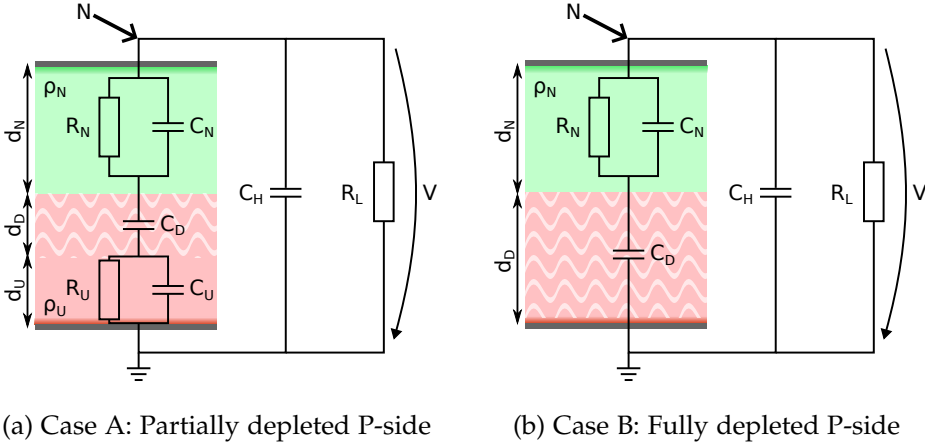 N
ρN
RN
CN
dN
dD
CD
dU
RU
CU
ρU
CH
RL
V
(a) Case A: Partially depleted P-side
N
ρN
RN
CN
dN
dD
CD
CH
RL
V
(b) Case B: Fully depleted P-side